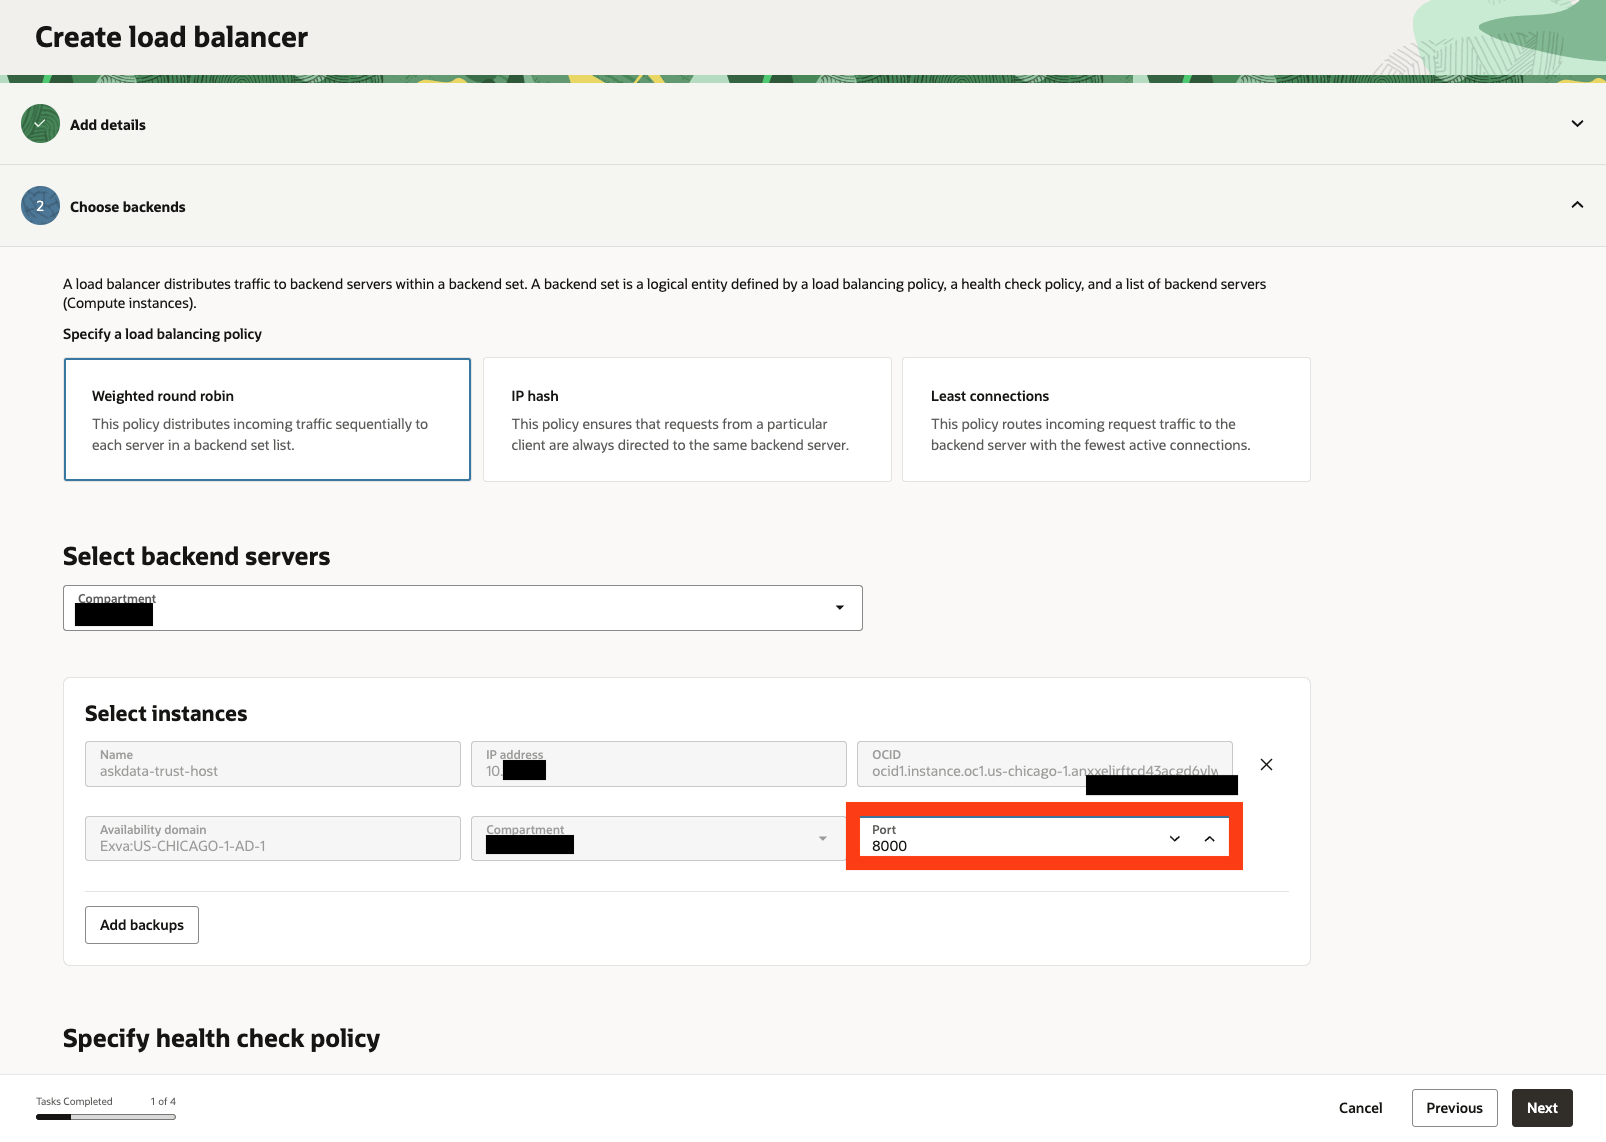 Create load balancer
Add details
2
Choose backends
A load balancer distributes traffic to backend servers within a backend set. A backend set is a logical entity defined by a load balancing policy, a health check policy, and a list of backend servers
(Compute instances).
Specify a load balancing policy
Weighted round robin
This policy distributes incoming traffic sequentially to
each server in a backend set list.
IP hash
This policy ensures that requests from a particular
client are always directed to the same backend server.
Least connections
This policy routes incoming request traffic to the
backend server with the fewest active connections.
Select backend servers
Compartment
Select instances
Name
askdata-trust-host
IP address
10.
OCID
ocid1.instance.oc1.us-chicago-1.
Availability domain
Exva:US-CHICAGO-1-AD-1
Compartment
Port
8000
Add backups
Specify health check policy
Tasks Completed
1 of 4
Cancel
Previous
Next